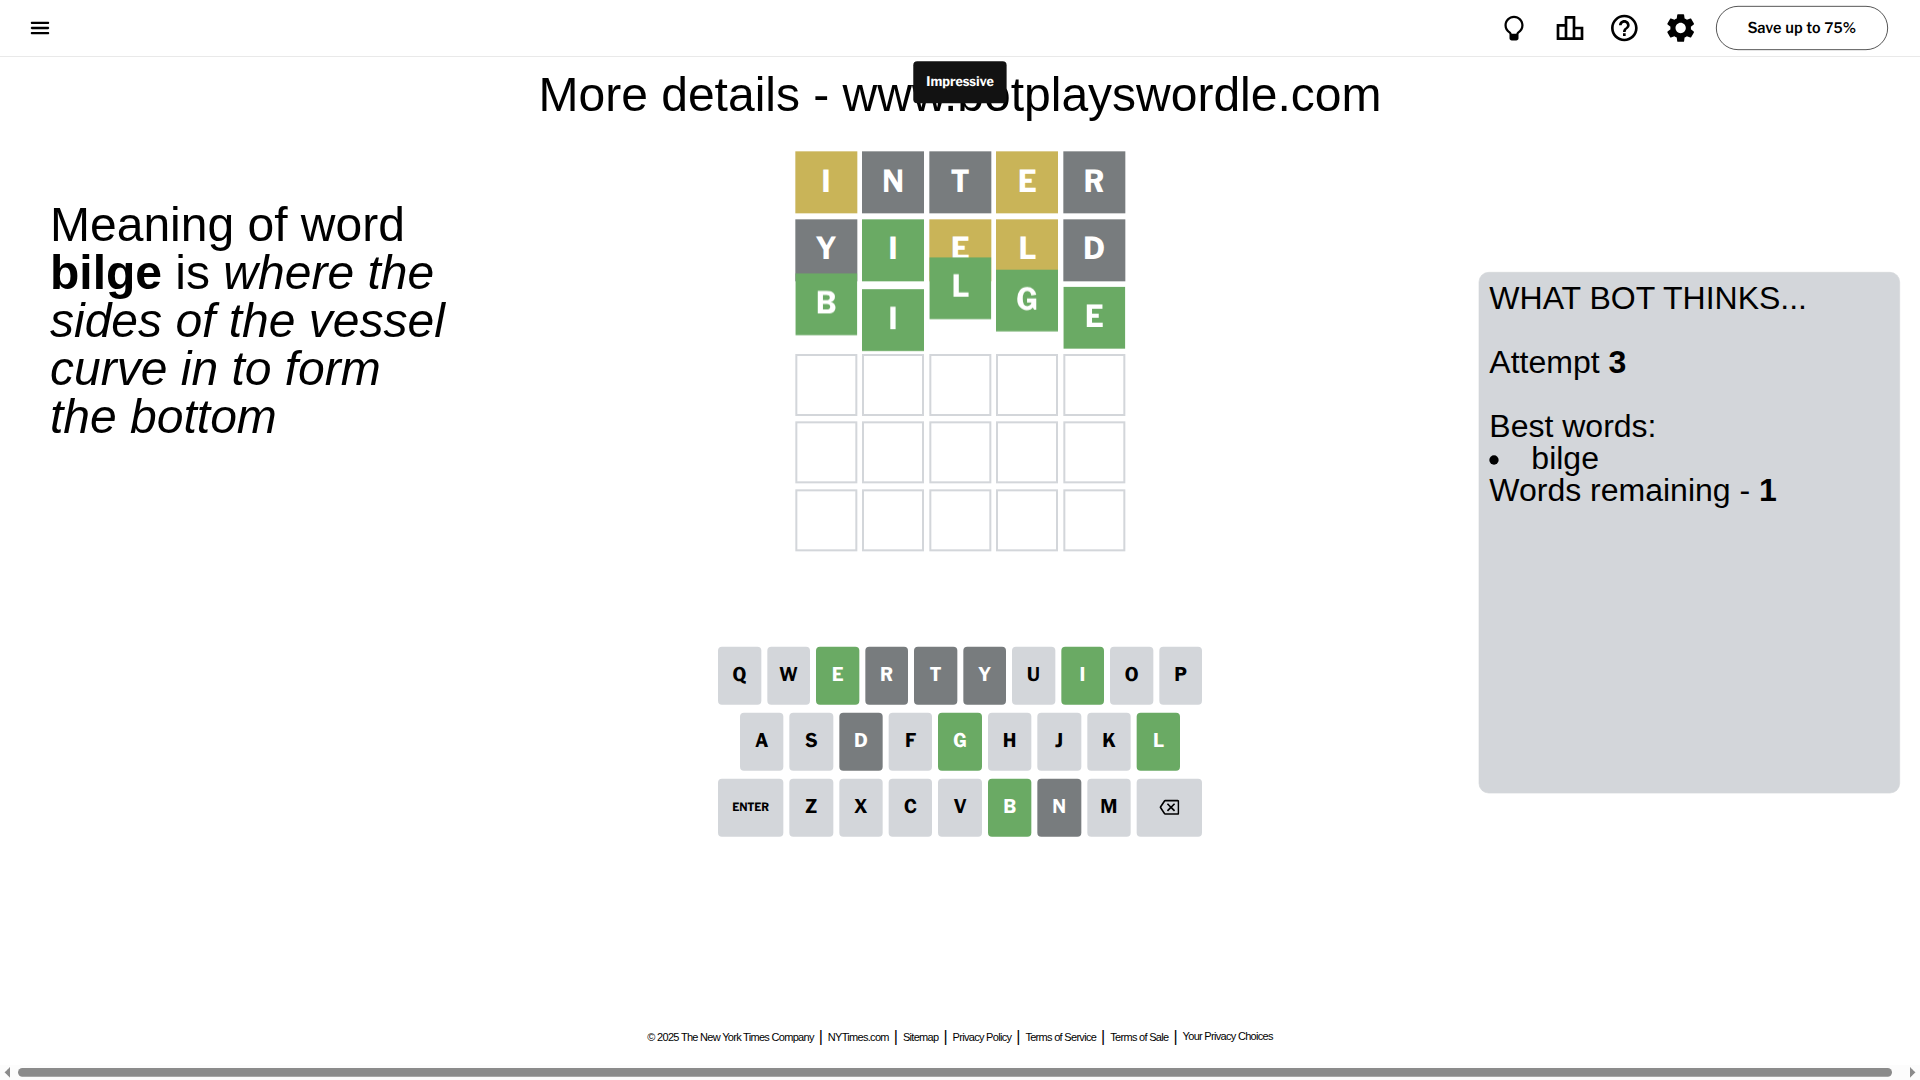 Save up to 75%
Impressive
More details - www.botplayswordle.com
Meaning of word
bilge is where the
sides of the vessel
curve in to form
the bottom
I N T E R
Y I E L D
B I L G E
WHAT BOT THINKS...
Attempt 3
Best words:
• bilge
Words remaining - 1
Q W E R T Y U I O P
A S D F G H J K L
ENTER Z X C V B N M
© 2025 The New York Times Company | NYTimes.com | Sitemap | Privacy Policy | Terms of Service | Terms of Sale | Your Privacy Choices